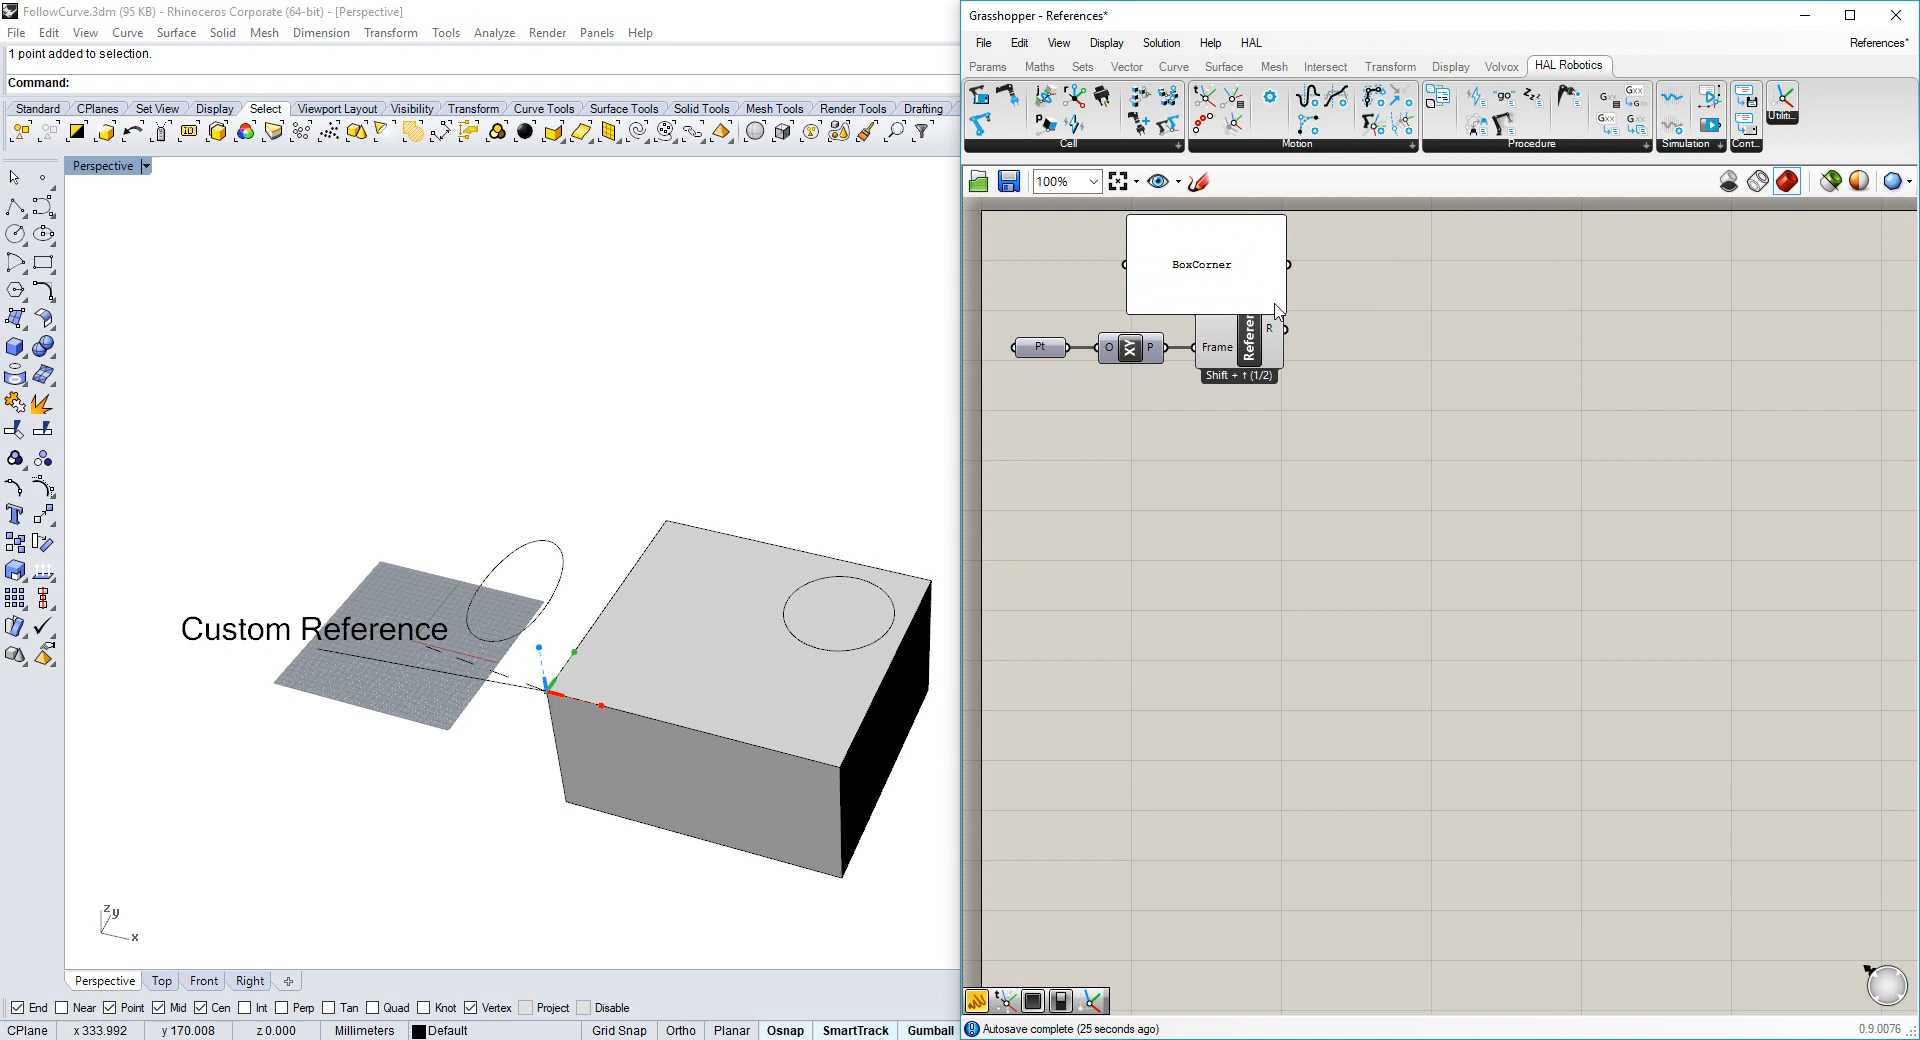 FollowCurve.3dm (95 KB) - Rhinoceros Corporate (64-bit) - [Perspective]
File Edit View Curve Surface Solid Mesh Dimension Transform Tools Analyze Render Panels Help
1 point added to selection.
Command:
Standard CPlanes Set View Display Select Viewport Layout Visibility Transform Curve Tools Surface Tools Solid Tools Mesh Tools Render Tools Drafting
Perspective
Custom Reference
z y
x
Perspective Top Front Right
End Near Point Mid Cen Int Perp Tan Quad Knot Vertex Project Disable
CPlane x 333.992 y 170.008 z 0.000 Millimeters Default Grid Snap Ortho Planar Osnap SmartTrack Gumball
Grasshopper - References*
File Edit View Display Solution Help HAL References*
Params Maths Sets Vector Curve Surface Mesh Intersect Transform Display Volvox HAL Robotics
Cell Motion Procedure Simulation Cont... Utiliti...
100%
BoxCorner
Pt O XY P Frame Referen R
Shift + ↑ (1/2)
Autosave complete (25 seconds ago) 0.9.0076